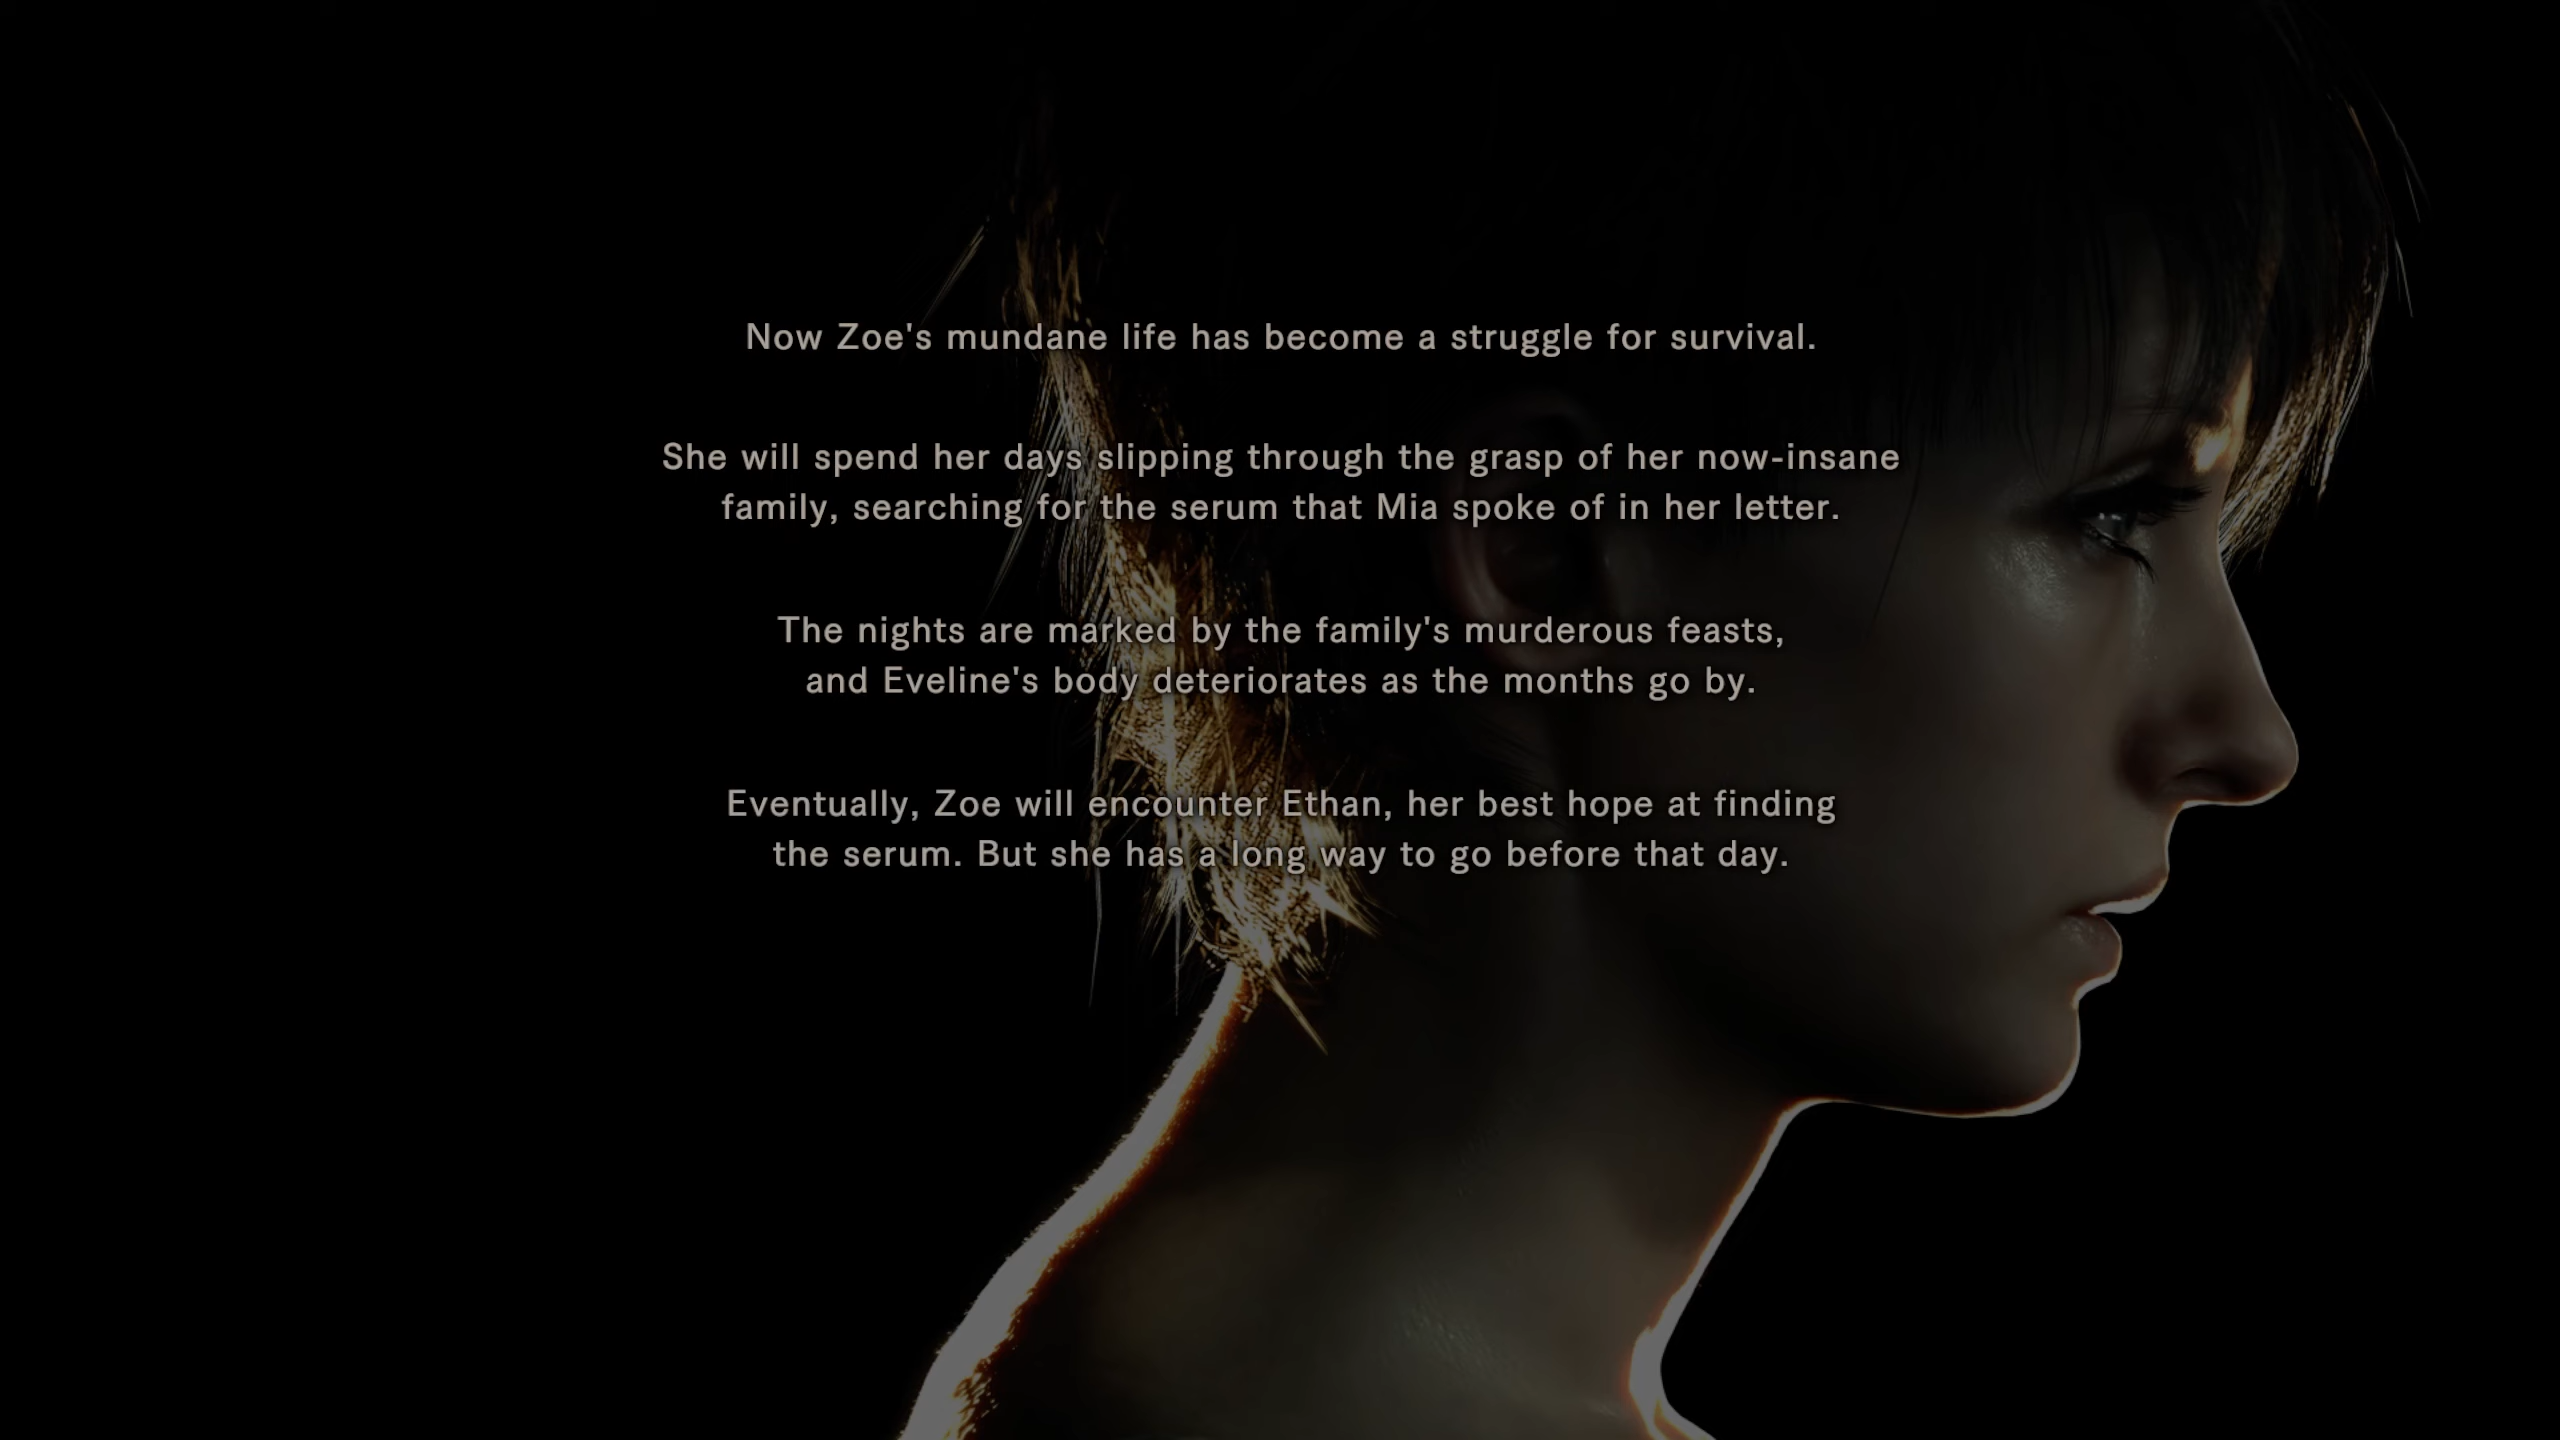 Now Zoe's mundane life has become a struggle for survival.
She will spend her days slipping through the grasp of her now-insane
family, searching for the serum that Mia spoke of in her letter.
The nights are marked by the family's murderous feasts,
and Eveline's body deteriorates as the months go by.
Eventually, Zoe will encounter Ethan, her best hope at finding
the serum. But she has a long way to go before that day.